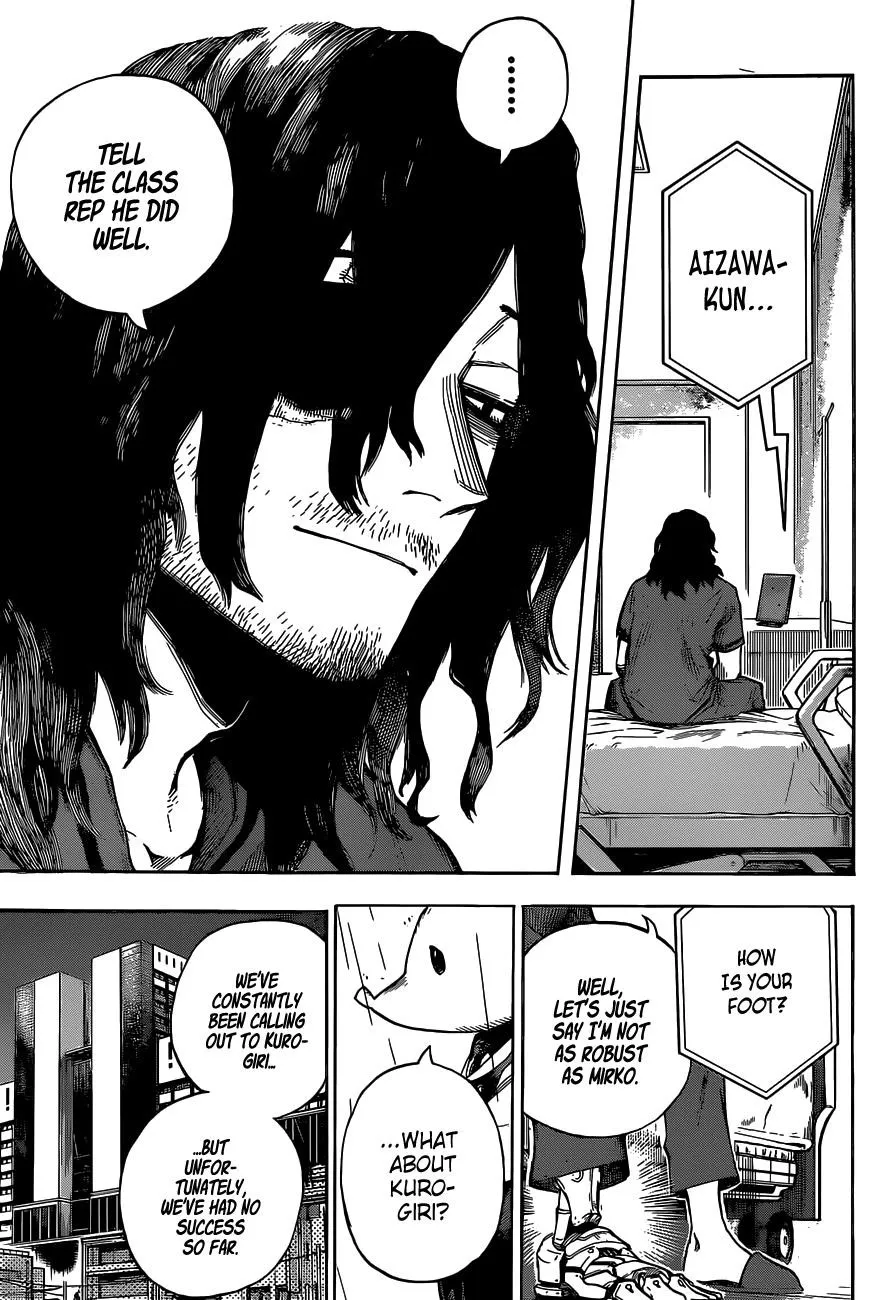 AIZAWA-
KUN...
......
TELL
THE CLASS
REP HE DID
WELL.
HOW
IS YOUR
FOOT?
WELL,
LET'S JUST
SAY I'M NOT
AS ROBUST
AS MIRKO.
...WHAT
ABOUT
KURO-
GIRI?
WE'VE
CONSTANTLY
BEEN CALLING
OUT TO KURO-
GIRI...
...BUT
UNFOR-
TUNATELY,
WE'VE HAD NO
SUCCESS
SO FAR.